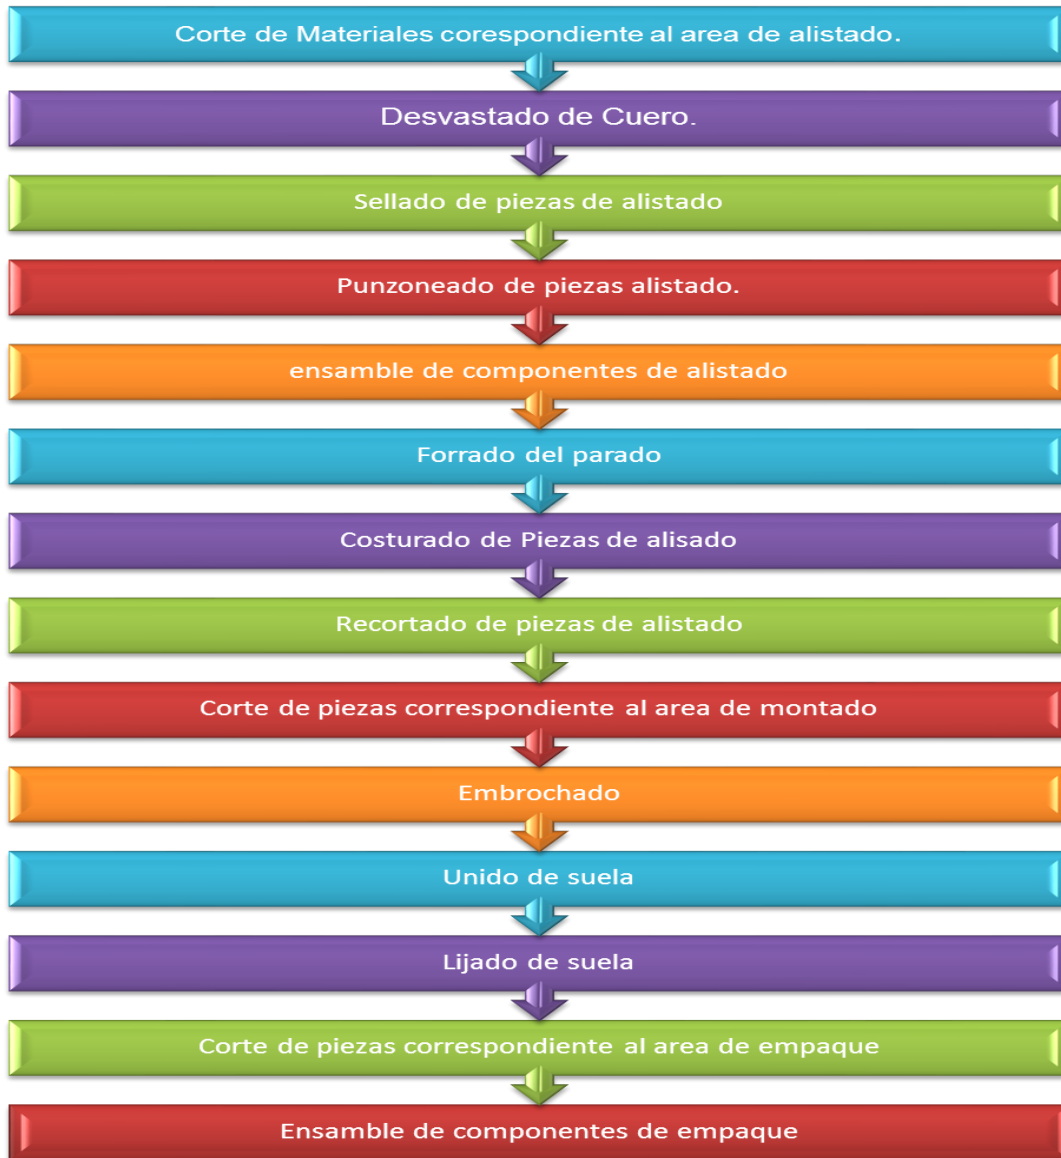 Corte de Materiales corespondiente al area de alistado.
Desvastado de Cuero.
Sellado de piezas de alistado
Punzoneado de piezas alistado.
ensamble de componentes de alistado
Forrado del parado
Costurado de Piezas de alisado
Recortado de piezas de alistado
Corte de piezas correspondiente al area de montado
Embrochado
Unido de suela
Lijado de suela
Corte de piezas correspondiente al area de empaque
Ensamble de componentes de empaque